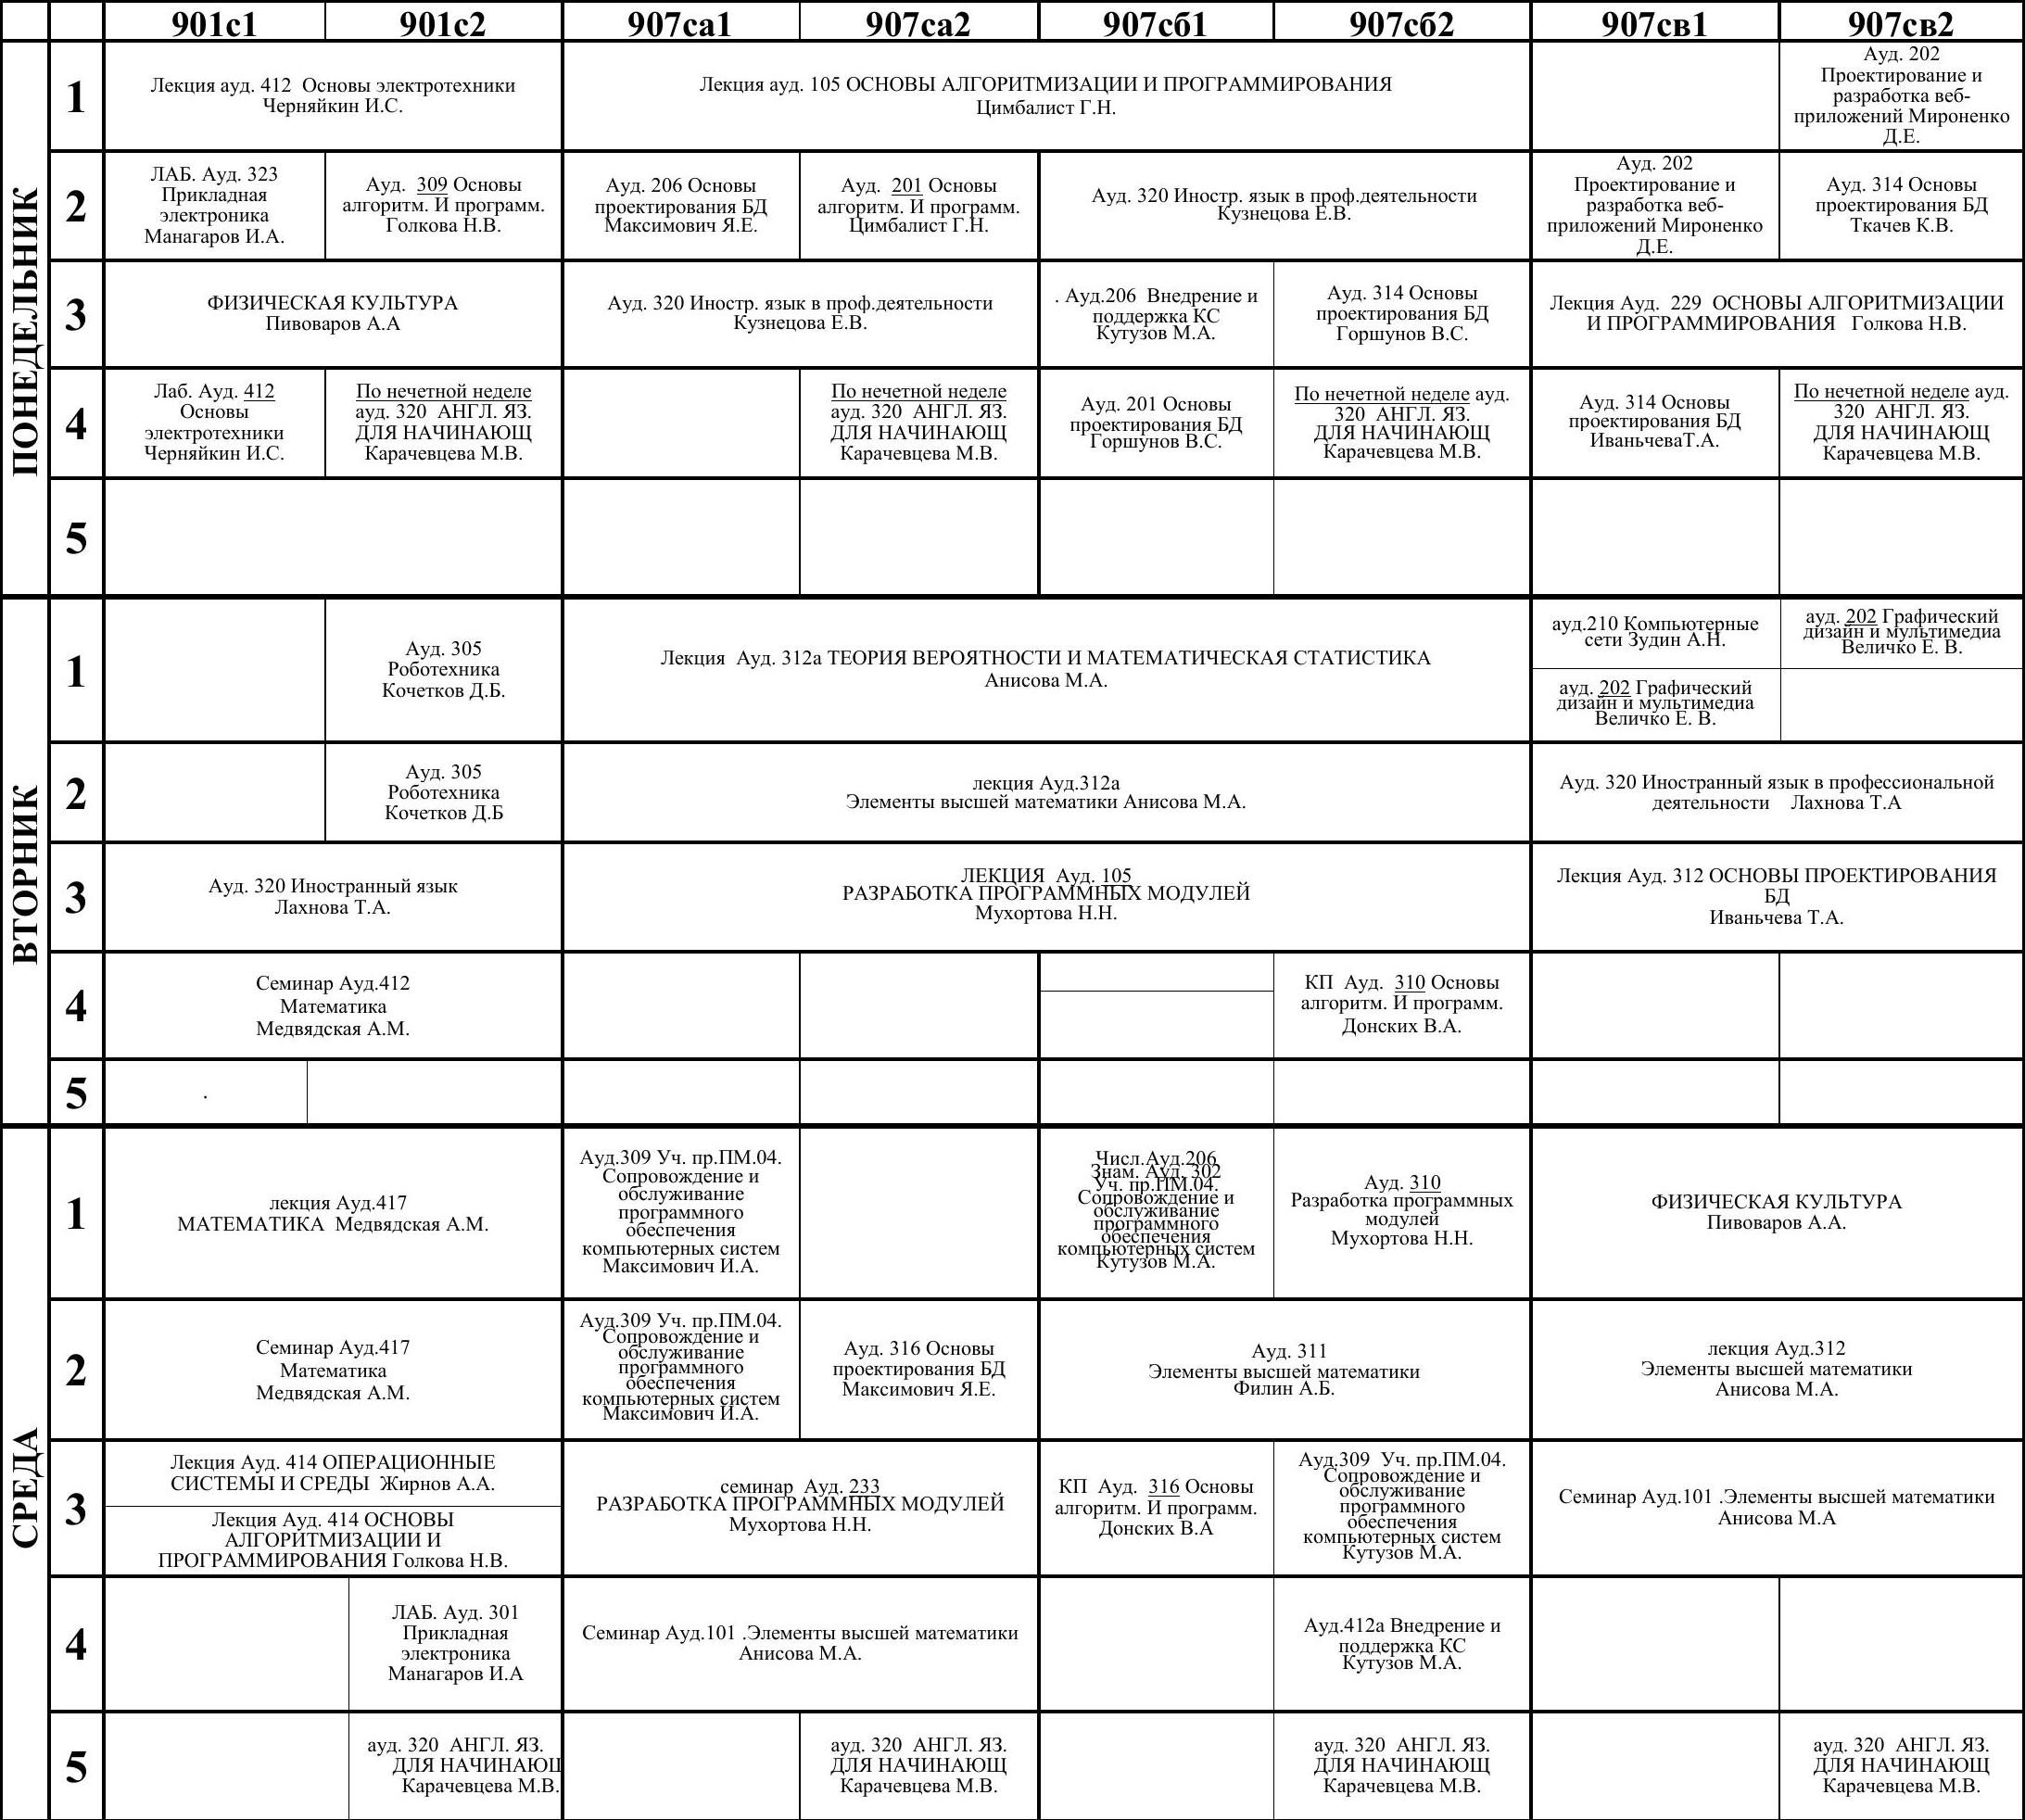 901с1 901с2 907са1 907са2 907сб1 907сб2 907св1 907св2
ПОНЕДЕЛЬНИК
1
Лекция ауд. 412 Основы электротехники
Черняйкин И.С.
Лекция ауд. 105 ОСНОВЫ АЛГОРИТМИЗАЦИИ И ПРОГРАММИРОВАНИЯ
Цимбалист Г.Н.
Ауд. 202
Проектирование и
разработка веб-
приложений Мироненко
Д.Е.
2
ЛАБ. Ауд. 323
Прикладная
электроника
Манагаров И.А.
Ауд. 309 Основы
алгоритм. И программ.
Голкова Н.В.
Ауд. 206 Основы
проектирования БД
Максимович Я.Е.
Ауд. 201 Основы
алгоритм. И программ.
Цимбалист Г.Н.
Ауд. 320 Иностр. язык в проф.деятельности
Кузнецова Е.В.
Ауд. 202
Проектирование и
разработка веб-
приложений Мироненко
Д.Е.
Ауд. 314 Основы
проектирования БД
Ткачев К.В.
3
ФИЗИЧЕСКАЯ КУЛЬТУРА
Пивоваров А.А
Ауд. 320 Иностр. язык в проф.деятельности
Кузнецова Е.В.
. Ауд.206 Внедрение и
поддержка КС
Кутузов М.А.
Ауд. 314 Основы
проектирования БД
Горшунов В.С.
Лекция Ауд. 229 ОСНОВЫ АЛГОРИТМИЗАЦИИ
И ПРОГРАММИРОВАНИЯ Голкова Н.В.
4
Лаб. Ауд. 412
Основы
электротехники
Черняйкин И.С.
По нечетной неделе
ауд. 320 АНГЛ. ЯЗ.
ДЛЯ НАЧИНАЮЩ
Карачевцева М.В.
По нечетной неделе
ауд. 320 АНГЛ. ЯЗ.
ДЛЯ НАЧИНАЮЩ
Карачевцева М.В.
Ауд. 201 Основы
проектирования БД
Горшунов В.С.
По нечетной неделе ауд.
320 АНГЛ. ЯЗ.
ДЛЯ НАЧИНАЮЩ
Карачевцева М.В.
Ауд. 314 Основы
проектирования БД
ИваньчеваТ.А.
По нечетной неделе ауд.
320 АНГЛ. ЯЗ.
ДЛЯ НАЧИНАЮЩ
Карачевцева М.В.
5
ВТОРНИК
1
Ауд. 305
Роботехника
Кочетков Д.Б.
Лекция Ауд. 312а ТЕОРИЯ ВЕРОЯТНОСТИ И МАТЕМАТИЧЕСКАЯ СТАТИСТИКА
Анисова М.А.
ауд.210 Компьютерные
сети Зудин А.Н.
ауд. 202 Графический
дизайн и мультимедиа
Величко Е. В.
ауд. 202 Графический
дизайн и мультимедиа
Величко Е. В.
2
Ауд. 305
Роботехника
Кочетков Д.Б
лекция Ауд.312а
Элементы высшей математики Анисова М.А.
Ауд. 320 Иностранный язык в профессиональной
деятельности Лахнова Т.А
3
Ауд. 320 Иностранный язык
Лахнова Т.А.
ЛЕКЦИЯ Ауд. 105
РАЗРАБОТКА ПРОГРАММНЫХ МОДУЛЕЙ
Мухортова Н.Н.
Лекция Ауд. 312 ОСНОВЫ ПРОЕКТИРОВАНИЯ
БД
Иваньчева Т.А.
4
Семинар Ауд.412
Математика
Медвядская А.М.
КП Ауд. 310 Основы
алгоритм. И программ.
Донских В.А.
5
.
СРЕДА
1
лекция Ауд.417
МАТЕМАТИКА Медвядская А.М.
Ауд.309 Уч. пр.ПМ.04.
Сопровождение и
обслуживание
программного
обеспечения
компьютерных систем
Максимович И.А.
Числ.Ауд.206
Знам. Ауд. 302
Уч. пр.ПМ.04.
Сопровождение и
обслуживание
программного
обеспечения
компьютерных систем
Кутузов М.А.
Ауд. 310
Разработка программных
модулей
Мухортова Н.Н.
ФИЗИЧЕСКАЯ КУЛЬТУРА
Пивоваров А.А.
2
Семинар Ауд.417
Математика
Медвядская А.М.
Ауд.309 Уч. пр.ПМ.04.
Сопровождение и
обслуживание
программного
обеспечения
компьютерных систем
Максимович И.А.
Ауд. 316 Основы
проектирования БД
Максимович Я.Е.
Ауд. 311
Элементы высшей математики
Филин А.Б.
лекция Ауд.312
Элементы высшей математики
Анисова М.А.
3
Лекция Ауд. 414 ОПЕРАЦИОННЫЕ
СИСТЕМЫ И СРЕДЫ Жирнов А.А.
Лекция Ауд. 414 ОСНОВЫ
АЛГОРИТМИЗАЦИИ И
ПРОГРАММИРОВАНИЯ Голкова Н.В.
семинар Ауд. 233
РАЗРАБОТКА ПРОГРАММНЫХ МОДУЛЕЙ
Мухортова Н.Н.
КП Ауд. 316 Основы
алгоритм. И программ.
Донских В.А
Ауд.309 Уч. пр.ПМ.04.
Сопровождение и
обслуживание
программного
обеспечения
компьютерных систем
Кутузов М.А.
Семинар Ауд.101 .Элементы высшей математики
Анисова М.А
4
ЛАБ. Ауд. 301
Прикладная
электроника
Манагаров И.А
Семинар Ауд.101 .Элементы высшей математики
Анисова М.А.
Ауд.412а Внедрение и
поддержка КС
Кутузов М.А.
5
ауд. 320 АНГЛ. ЯЗ.
ДЛЯ НАЧИНАЮЩ
Карачевцева М.В.
ауд. 320 АНГЛ. ЯЗ.
ДЛЯ НАЧИНАЮЩ
Карачевцева М.В.
ауд. 320 АНГЛ. ЯЗ.
ДЛЯ НАЧИНАЮЩ
Карачевцева М.В.
ауд. 320 АНГЛ. ЯЗ.
ДЛЯ НАЧИНАЮЩ
Карачевцева М.В.